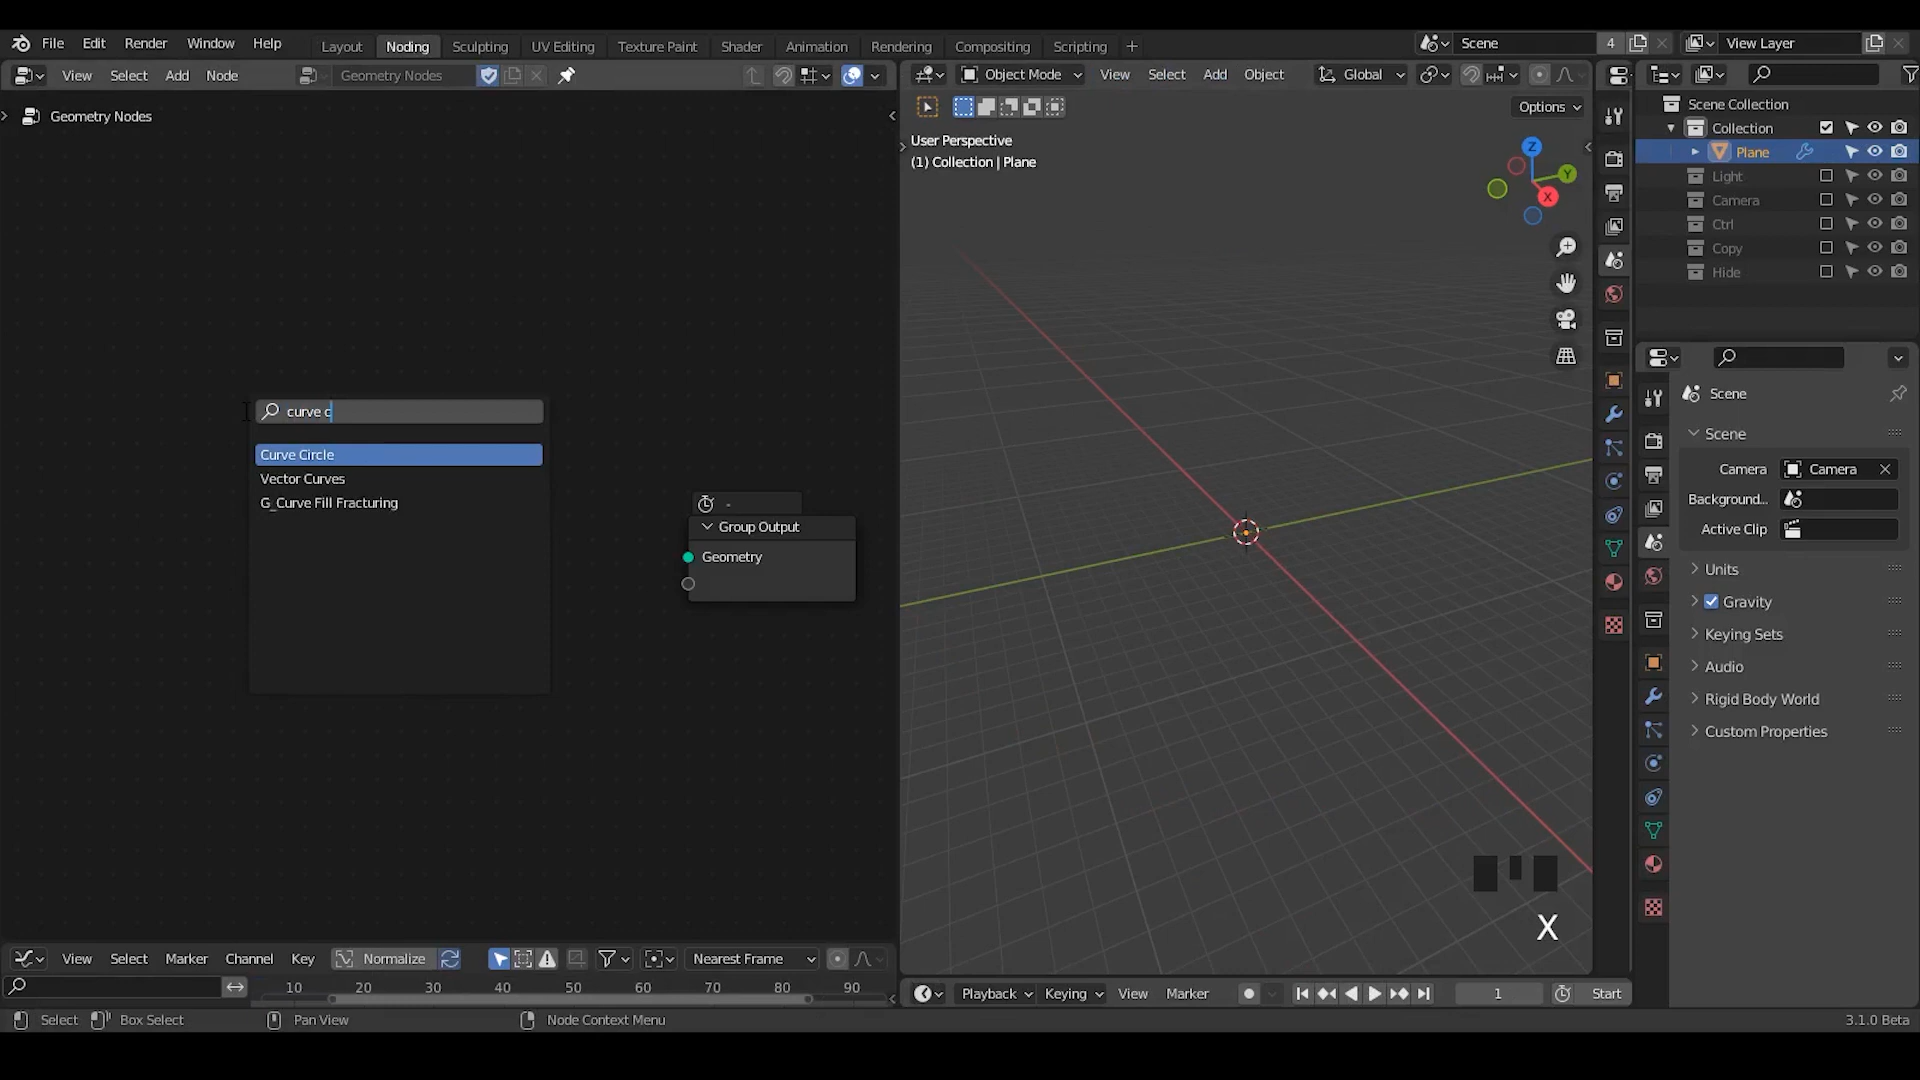 File Edit Render Window Help Layout Noding Sculpting UV Editing Texture Paint Shader Animation Rendering Compositing Scripting + Scene 4 View Layer
View Select Add Node Geometry Nodes Object Mode View Select Add Object Global
Options
Geometry Nodes
User Perspective
(1) Collection | Plane
Z
Y
X
Scene Collection
Collection
Plane
Light
Camera
Ctrl
Copy
Hide
curve c
Curve Circle
Vector Curves
G_Curve Fill Fracturing
-
Group Output
Geometry
Scene
Scene
Camera Camera
Background...
Active Clip
Units
Gravity
Keying Sets
Audio
Rigid Body World
Custom Properties
X
View Select Marker Channel Key Normalize Nearest Frame
10 20 30 40 50 60 70 80 90
Playback Keying View Marker 1 Start
Select Box Select Pan View Node Context Menu 3.1.0 Beta